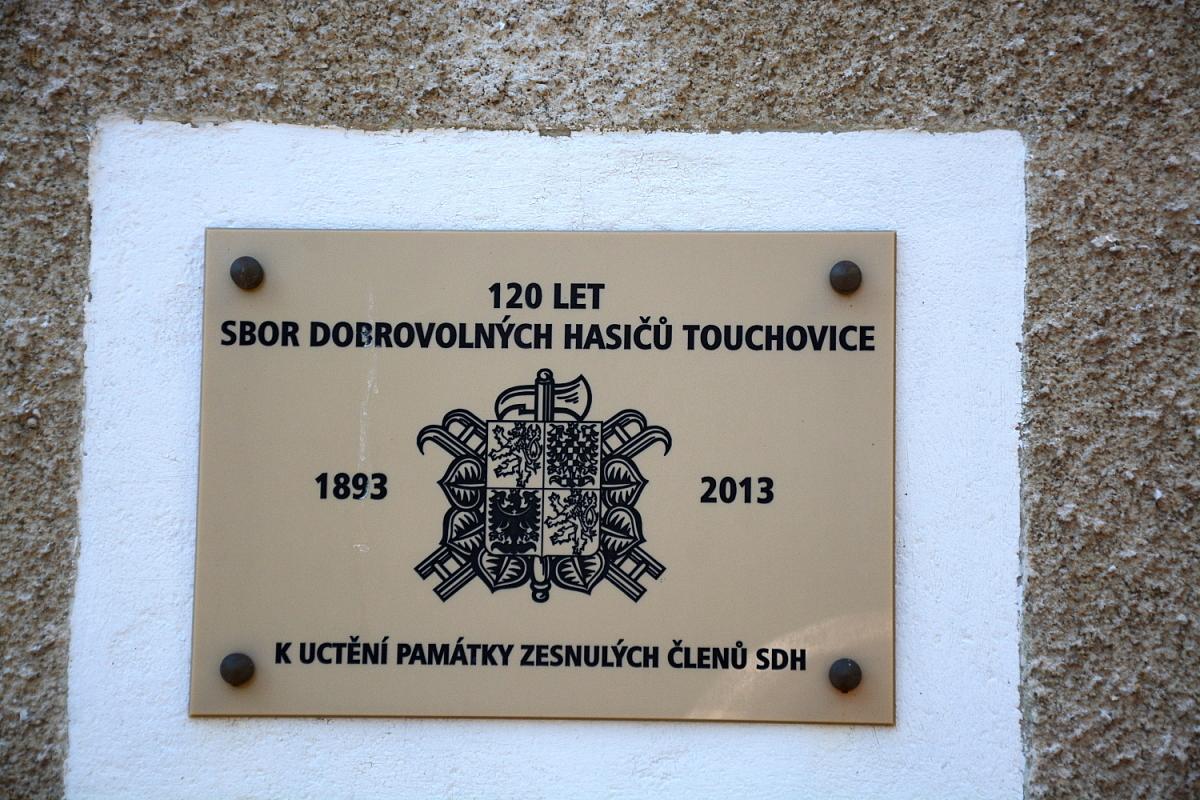 120 LET
SBOR DOBROVOLNÝCH HASIČŮ TOUCHOVICE
1893 2013
K UCTĚNÍ PAMÁTKY ZESNULÝCH ČLENŮ SDH